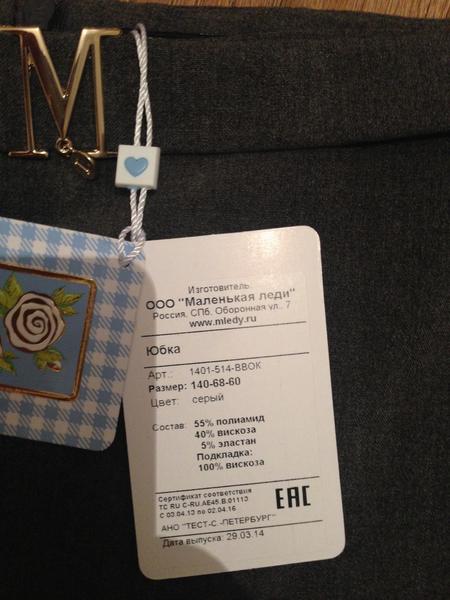 M
Изготовитель
ООО "Маленькая леди"
Россия, СПб, Оборонная ул., 7
www.mledy.ru
Юбка
Арт.: 1401-514-ВВОК
Размер: 140-68-60
Цвет: серый
Состав: 55% полиамид
40% вискоза
5% эластан
Подкладка:
100% вискоза
Сертификат соответствия
TC RU C-RU.АЕ45.В.01113
С 03.04.13 по 02.04.16
ЕАС
АНО "ТЕСТ-С.-ПЕТЕРБУРГ"
Дата выпуска: 29.03.14